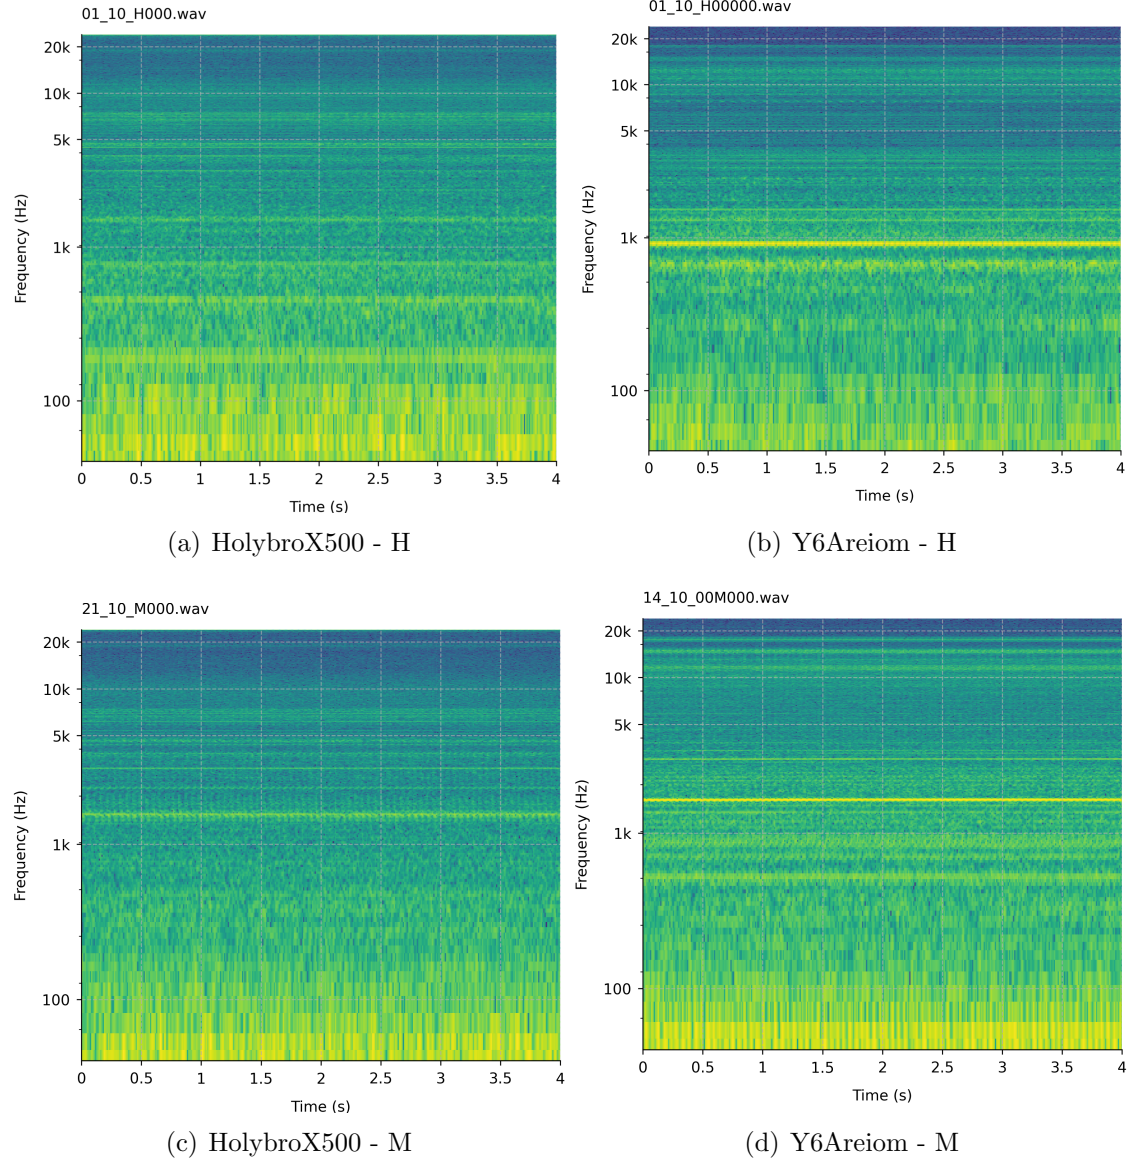 01_10_H000.wav
20k
10k
5k
1k
100
Frequency (Hz)
0 0.5 1 1.5 2 2.5 3 3.5 4
Time (s)
(a) HolybroX500 - H
01_10_H00000.wav
20k
10k
5k
1k
100
Frequency (Hz)
0 0.5 1 1.5 2 2.5 3 3.5 4
Time (s)
(b) Y6Areiom - H
21_10_M000.wav
20k
10k
5k
1k
100
Frequency (Hz)
0 0.5 1 1.5 2 2.5 3 3.5 4
Time (s)
(c) HolybroX500 - M
14_10_00M000.wav
20k
10k
5k
1k
100
Frequency (Hz)
0 0.5 1 1.5 2 2.5 3 3.5 4
Time (s)
(d) Y6Areiom - M